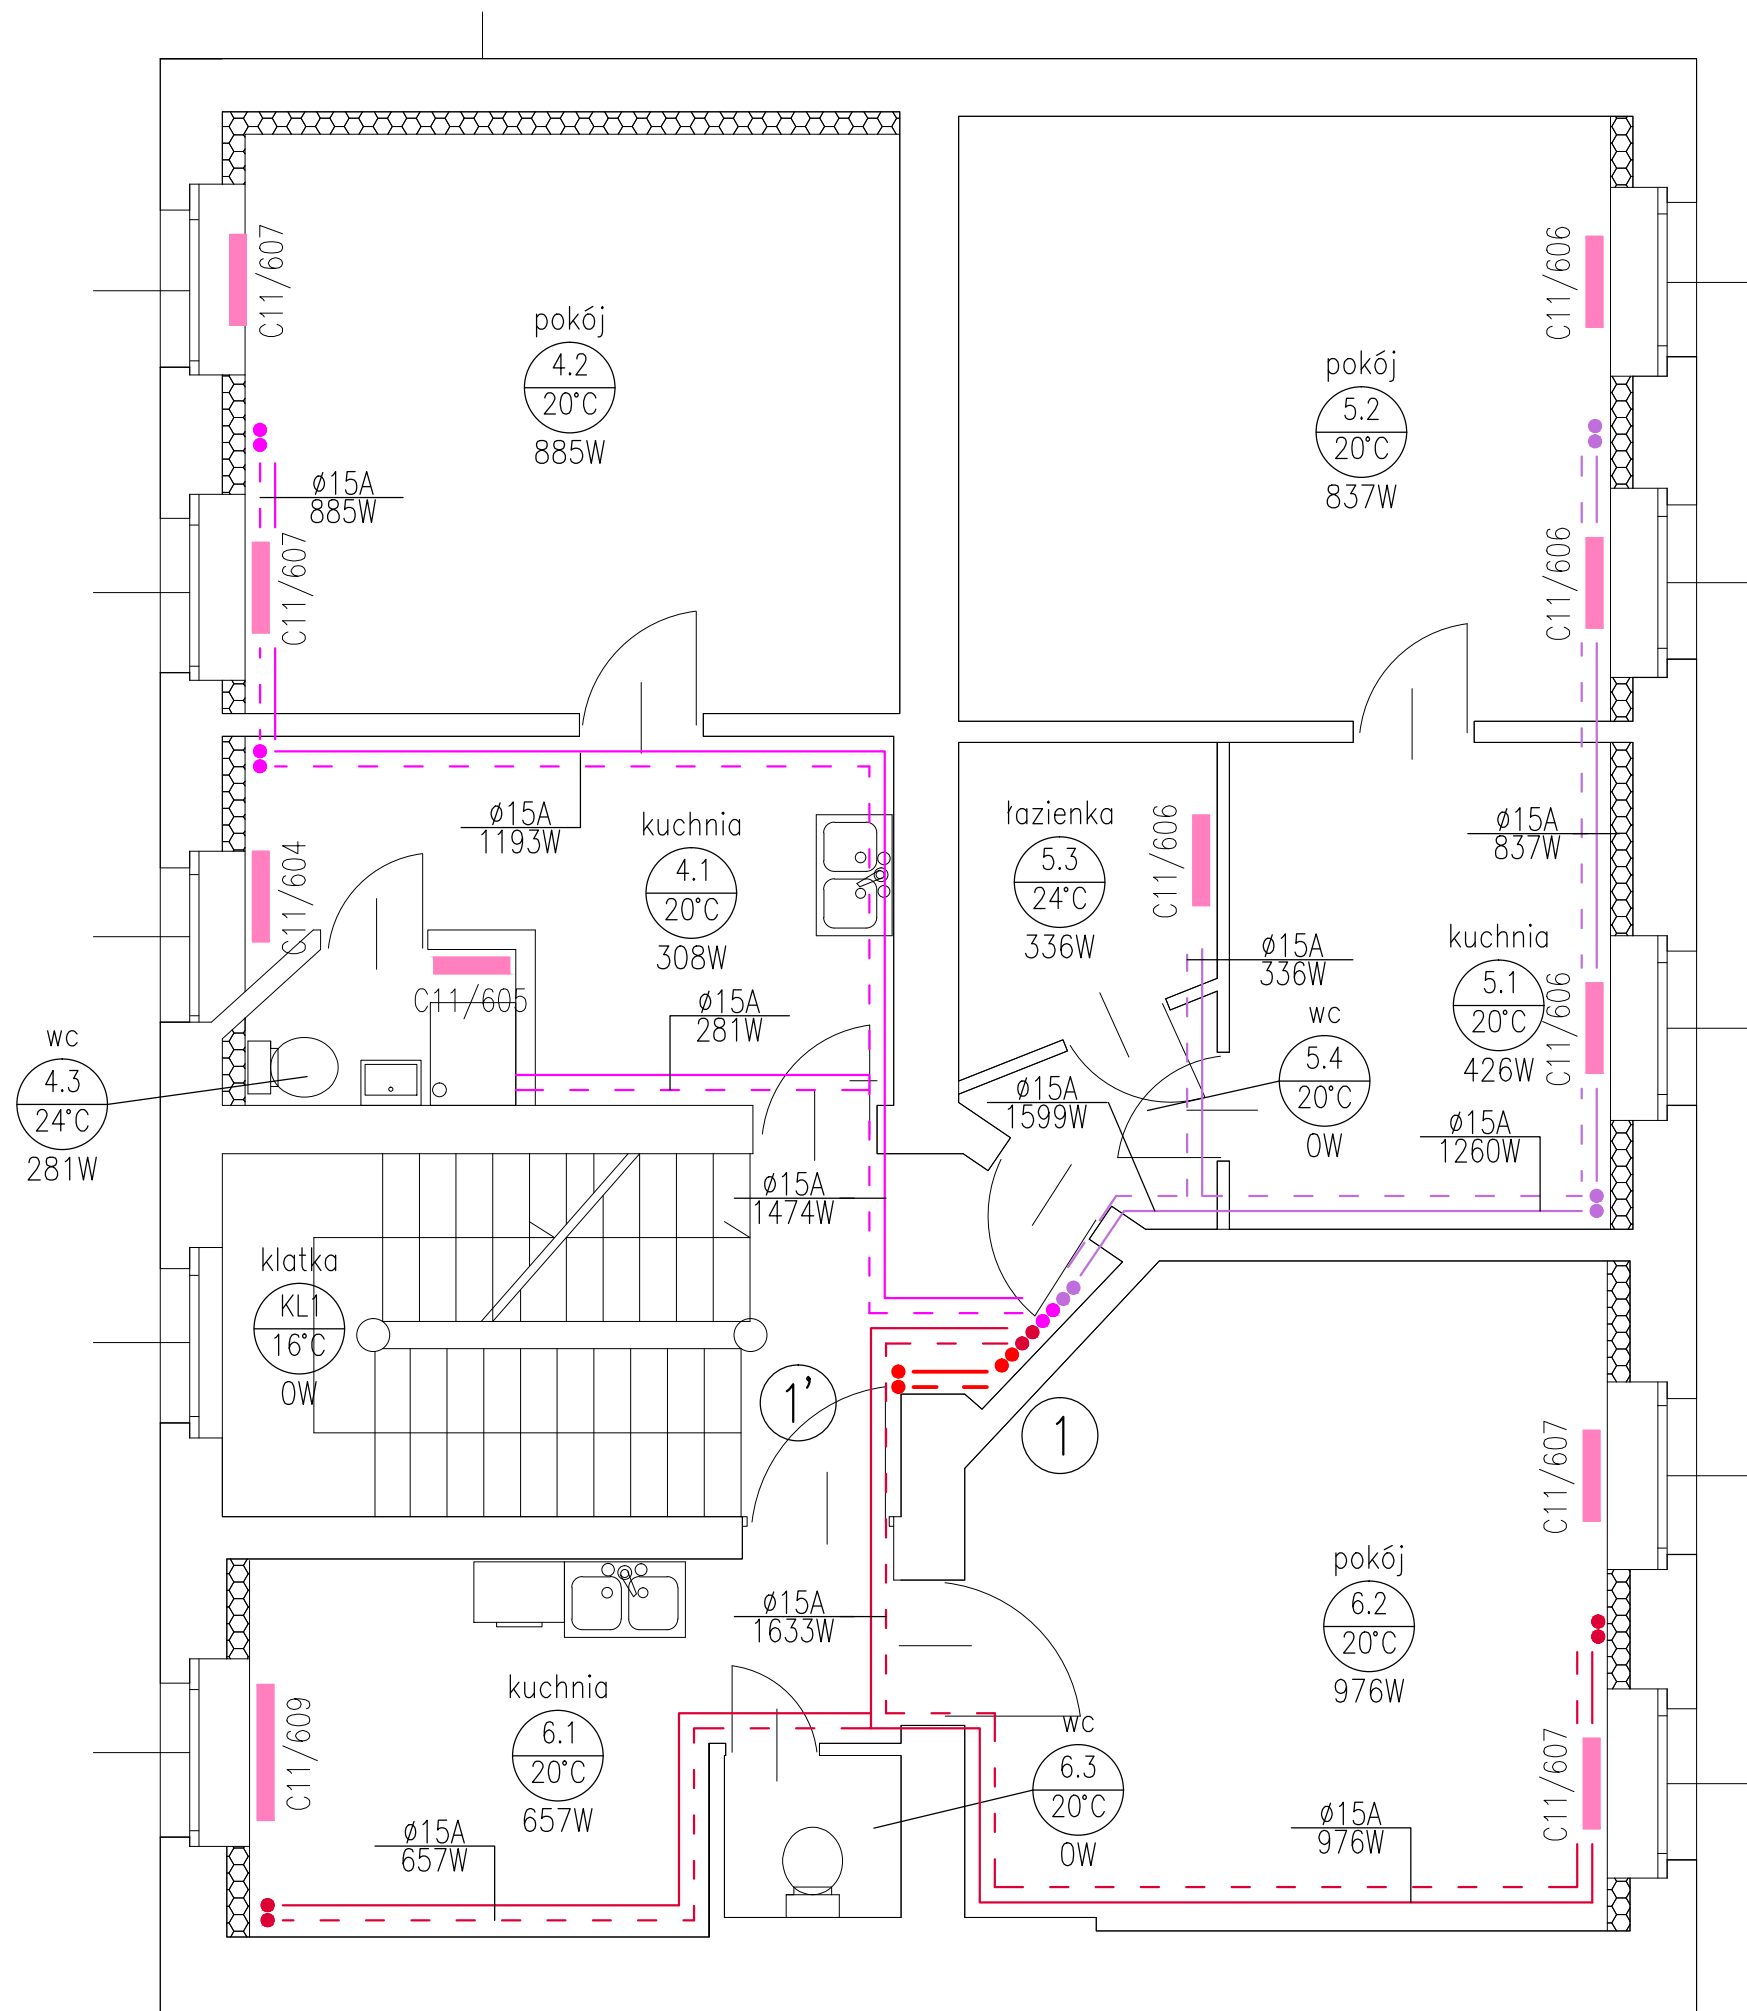 C11/607
C11/606
pokój
4.2
20°C
885W
pokój
5.2
20°C
837W
ø15A
885W
C11/607
C11/606
ø15A
1193W
kuchnia
4.1
20°C
308W
łazienka
5.3
24°C
336W
C11/606
ø15A
837W
C11/604
C11/605
ø15A
281W
ø15A
336W
kuchnia
5.1
20°C
426W
C11/606
wc
4.3
24°C
281W
wc
5.4
20°C
0W
ø15A
1599W
ø15A
1260W
ø15A
1474W
klatka
KL1
16°C
0W
1'
1
C11/607
pokój
6.2
20°C
976W
ø15A
1633W
kuchnia
6.1
20°C
657W
C11/609
wc
6.3
20°C
0W
C11/607
ø15A
657W
ø15A
976W